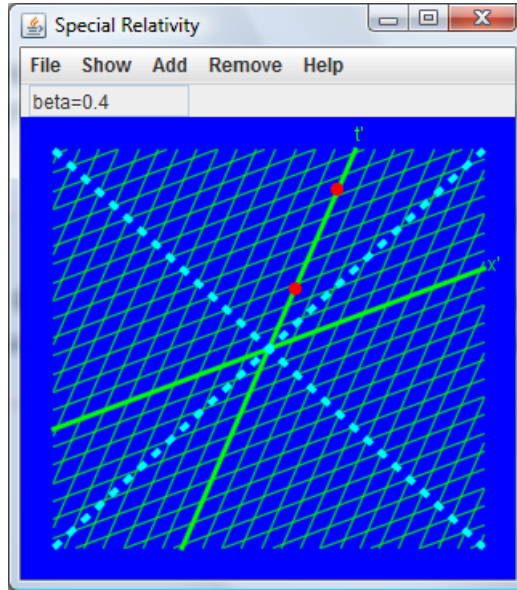 Special Relativity
File Show Add Remove Help
beta=0.4
t'
x'